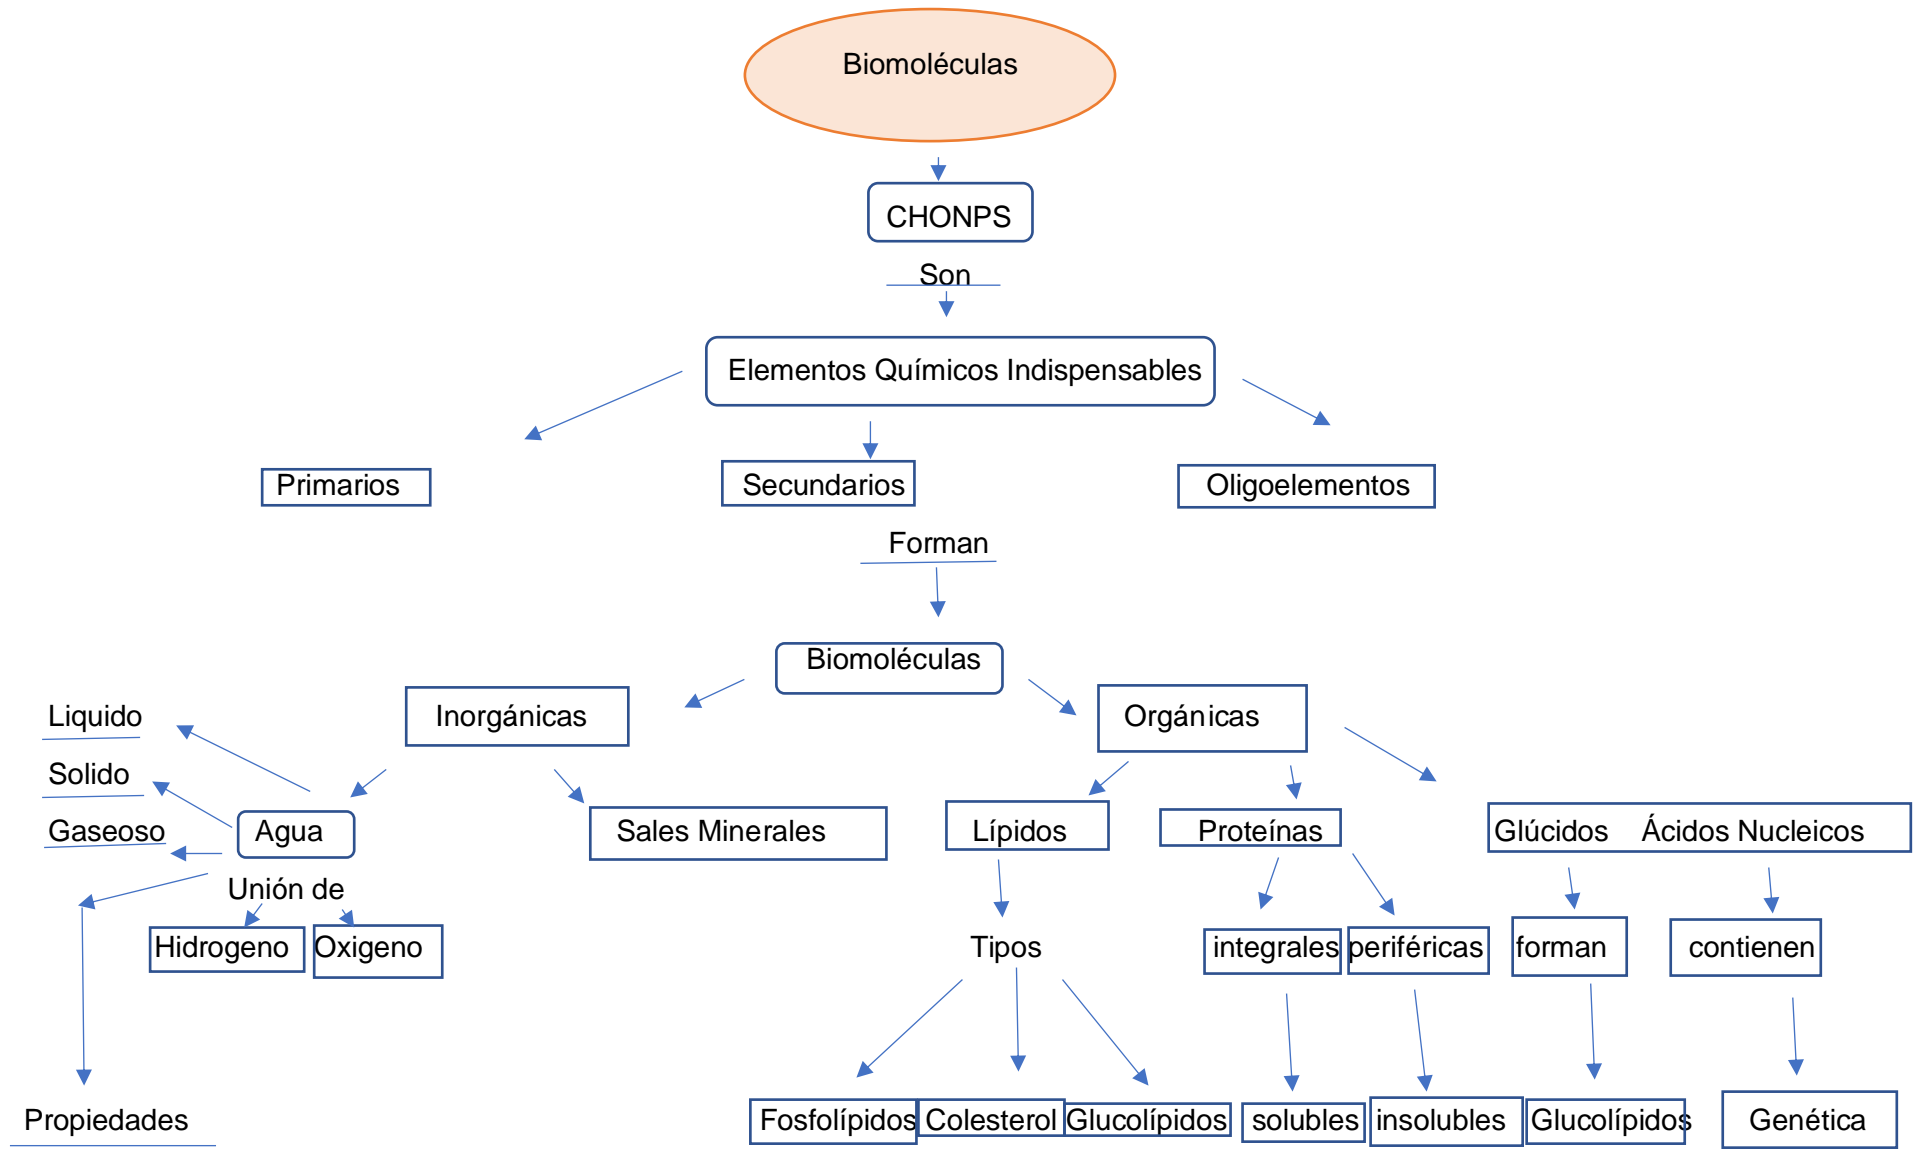 Biomoléculas
CHONPS
Son
Elementos Químicos Indispensables
Primarios Secundarios Oligoelementos
Forman
Biomoléculas
Liquido Inorgánicas Orgánicas
Solido
Gaseoso Agua Sales Minerales Lípidos Proteínas Glúcidos Ácidos Nucleicos
Unión de
Hidrogeno Oxigeno Tipos integrales periféricas forman contienen
Propiedades Fosfolípidos Colesterol Glucolípidos solubles insolubles Glucolípidos Genética